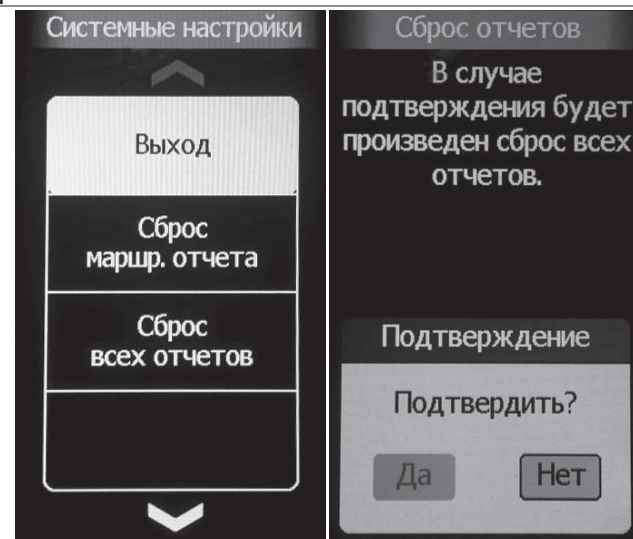 Системные настройки
Выход
Сброс
маршр. отчета
Сброс
всех отчетов
Сброс отчетов
В случае
подтверждения будет
произведен сброс всех
отчетов.
Подтверждение
Подтвердить?
Да
Нет